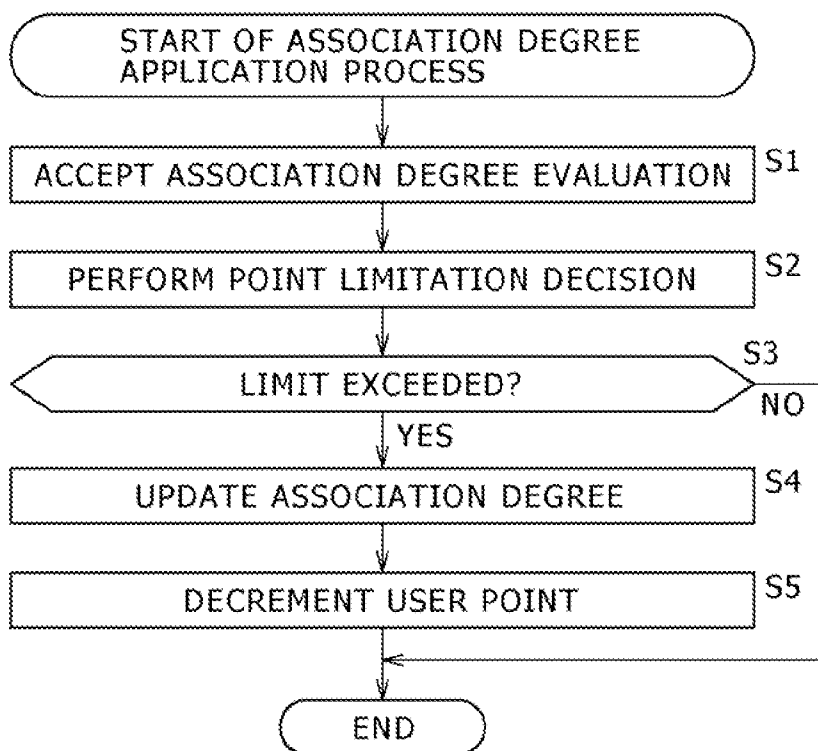 START OF ASSOCIATION DEGREE
APPLICATION PROCESS
ACCEPT ASSOCIATION DEGREE EVALUATION
S1
PERFORM POINT LIMITATION DECISION
S2
LIMIT EXCEEDED?
S3
NO
YES
UPDATE ASSOCIATION DEGREE
S4
DECREMENT USER POINT
S5
END